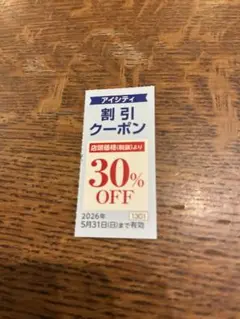 アイシティ
割引
クーポン
店頭価格(税抜)より
30%
OFF
2026年 1301
5月31日(日)まで有効